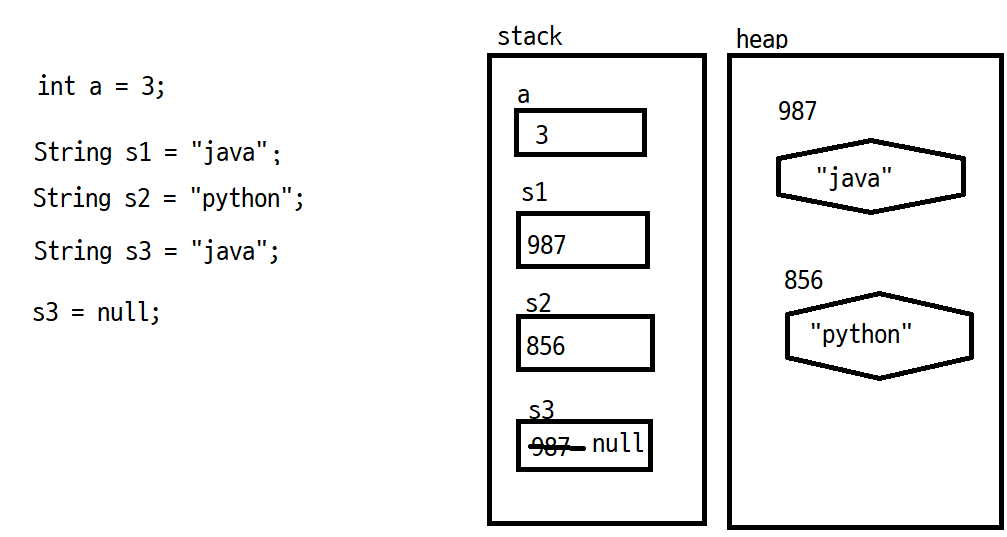 int a = 3;
String s1 = "java";
String s2 = "python";
String s3 = "java";
s3 = null;
stack
a
3
s1
987
s2
856
s3
987 null
heap
987
"java"
856
"python"